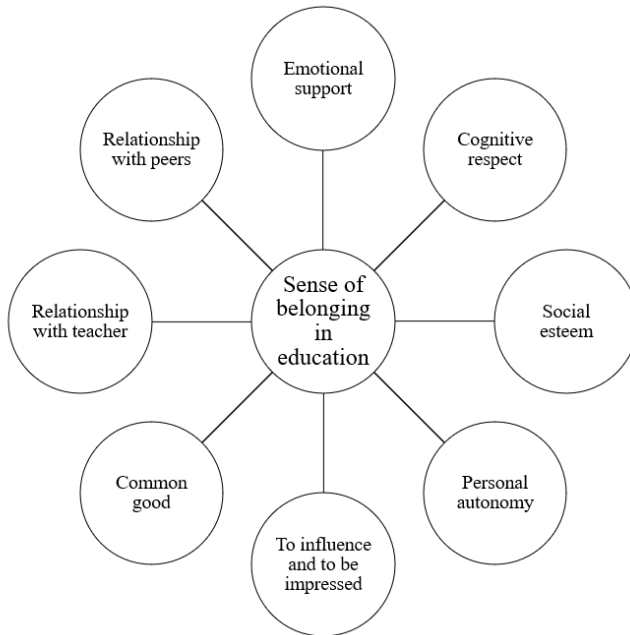 Emotional
support
Cognitive
respect
Social
esteem
Personal
autonomy
To influence
and to be
impressed
Common
good
Relationship
with teacher
Relationship
with peers
Sense of
belonging
in
education